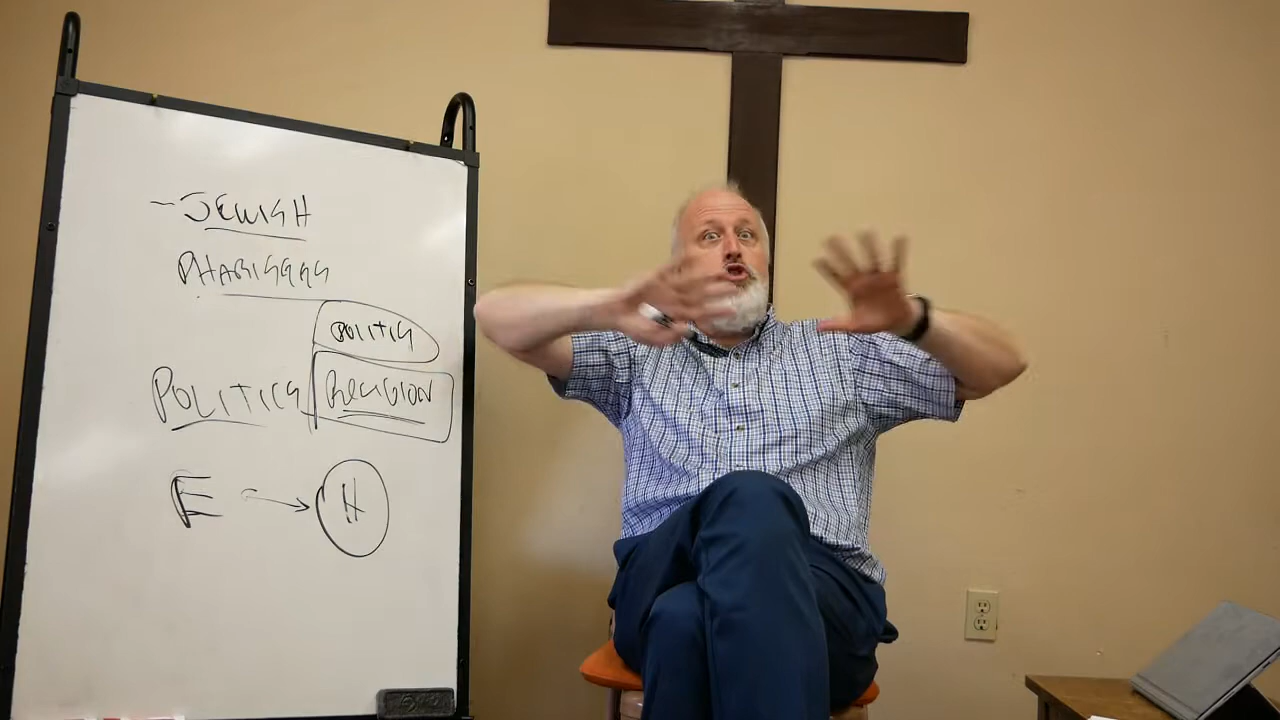 - JEWISH
PHARISEES
POLITICS
POLITICS
RELIGION
E → H